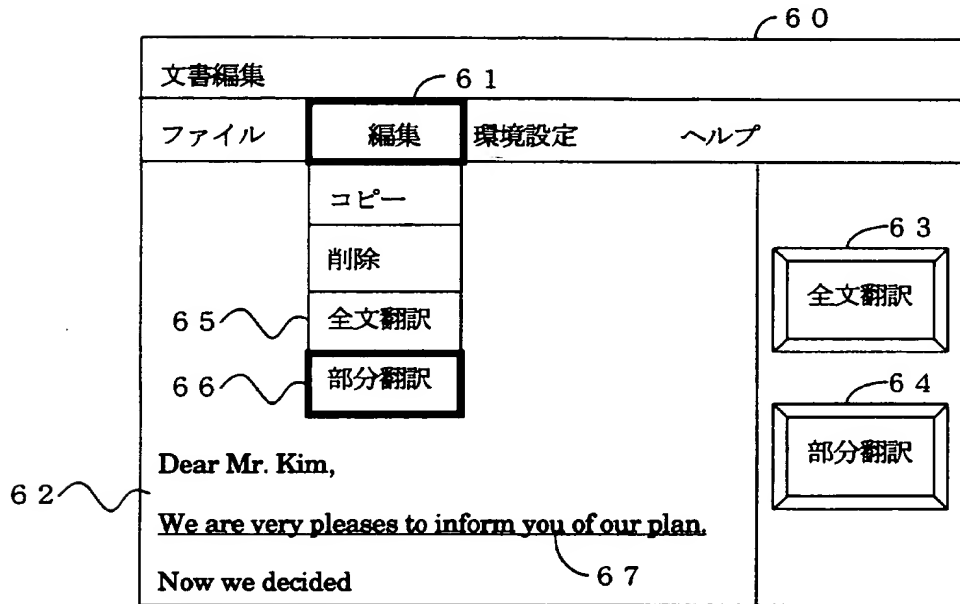 ６０
文書編集
６１
ファイル 編集 環境設定 ヘルプ
コピー
６３
削除
全文翻訳
６５ 全文翻訳
６６ 部分翻訳
６４
部分翻訳
Dear Mr. Kim,
６２
We are very pleases to inform you of our plan.
６７
Now we decided